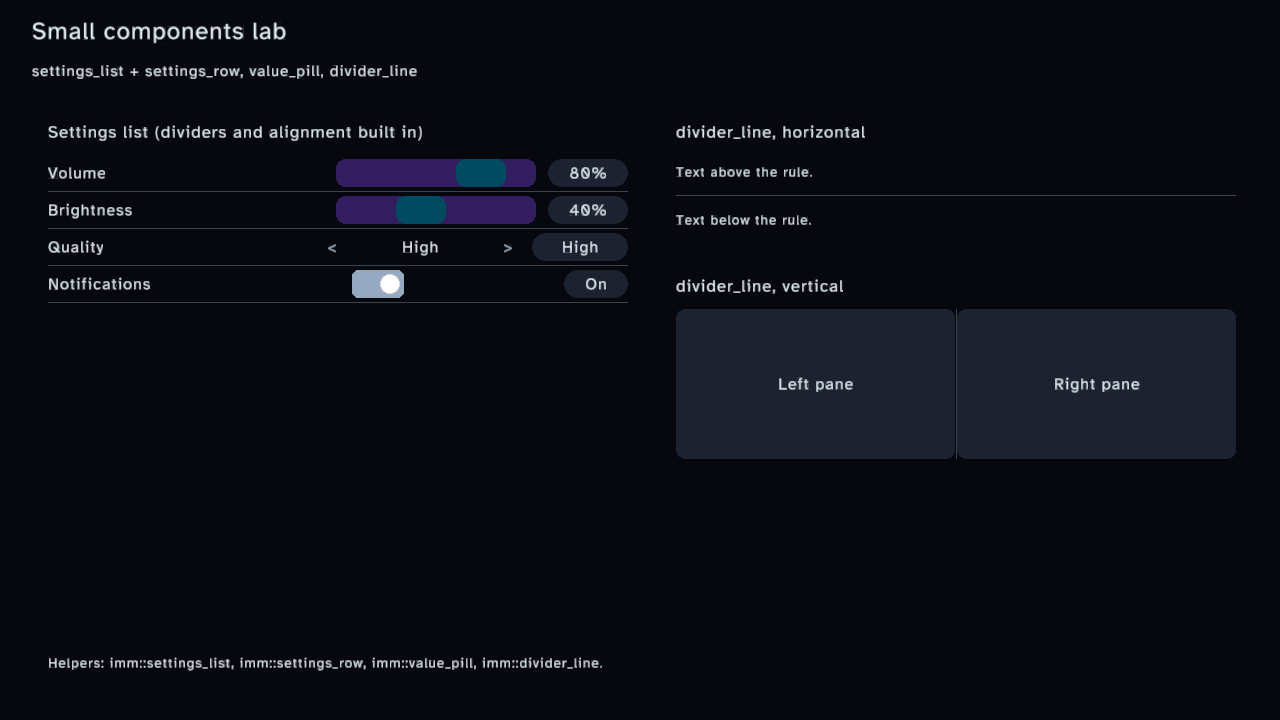 Small components lab
settings_list + settings_row, value_pill, divider_line
Settings list (dividers and alignment built in)
Volume 80%
Brightness 40%
Quality < High > High
Notifications On
divider_line, horizontal
Text above the rule.
Text below the rule.
divider_line, vertical
Left pane Right pane
Helpers: imm::settings_list, imm::settings_row, imm::value_pill, imm::divider_line.